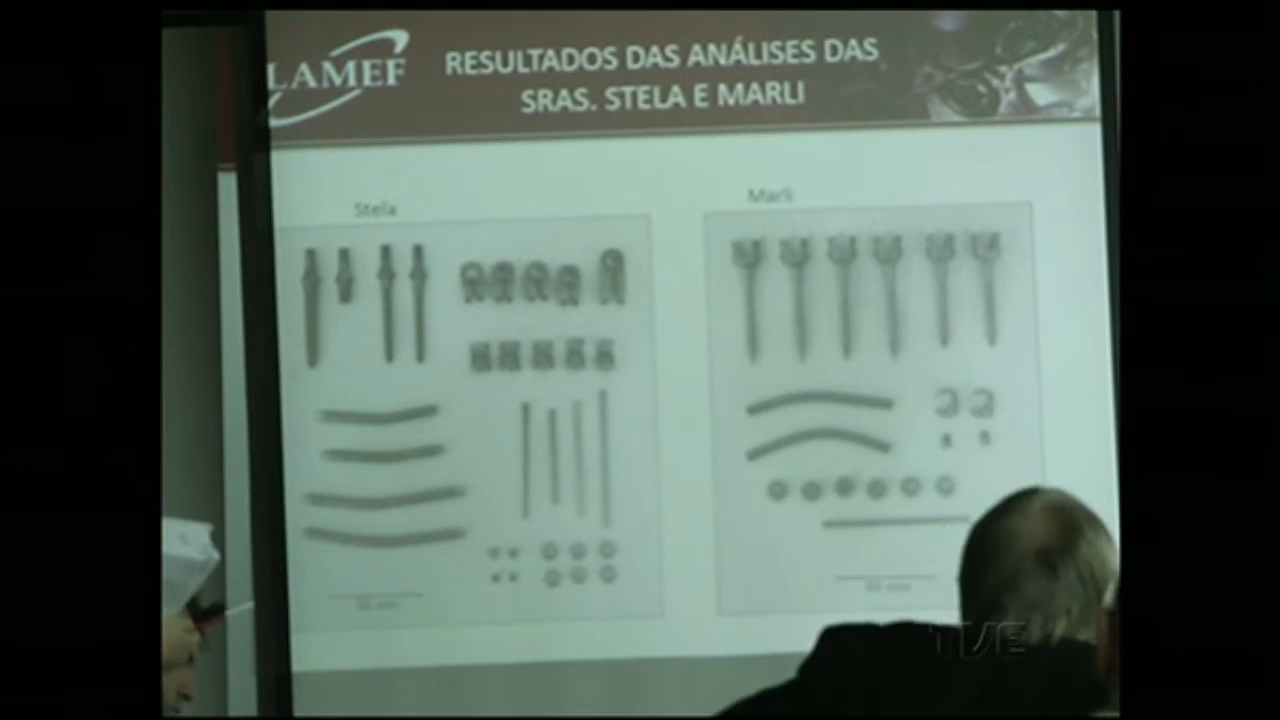 LAMEF
RESULTADOS DAS ANÁLISES DAS
SRAS. STELA E MARLI
Stela
Marli
TVE